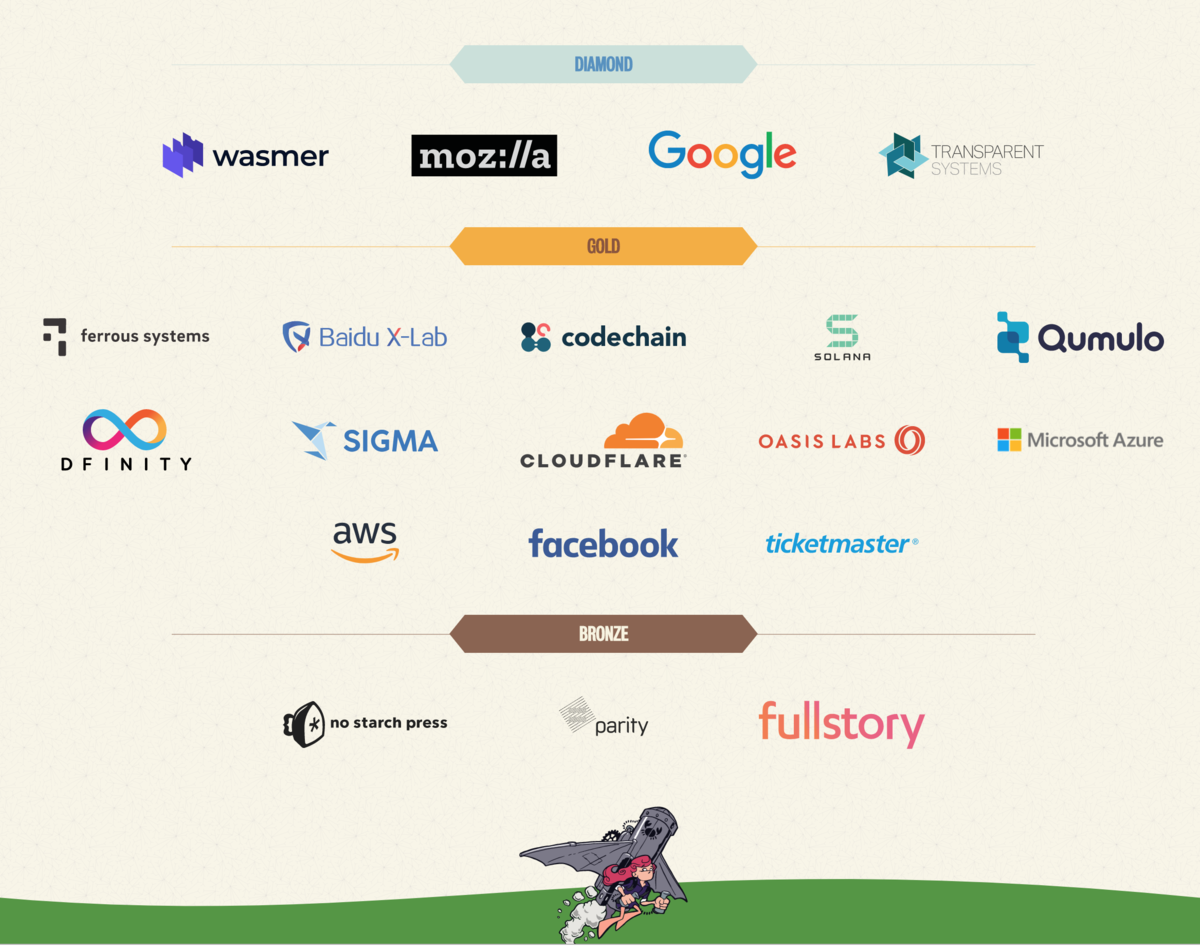 DIAMOND
wasmer
moz://a
Google
TRANSPARENT
SYSTEMS
GOLD
ferrous systems
Baidu X-Lab
codechain
SOLANA
Qumulo
DFINITY
SIGMA
CLOUDFLARE®
OASIS LABS
Microsoft Azure
aws
facebook
ticketmaster®
BRONZE
no starch press
parity
fullstory